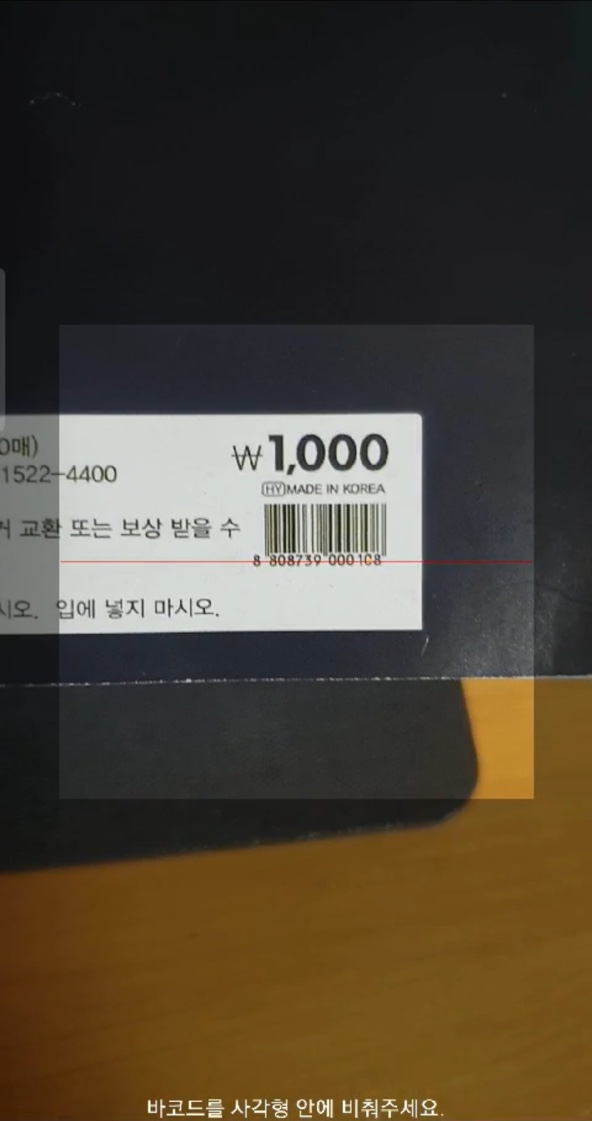 0매)
₩1,000
1522-4400
HY MADE IN KOREA
교환 또는 보상 받을 수
8 808739 000108
시오. 입에 넣지 마시오.
바코드를 사각형 안에 비춰주세요.